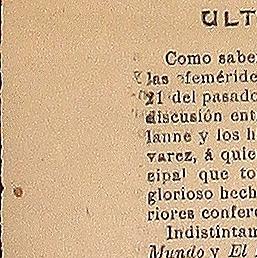 ULT
Como sabe
las efeméride
21 del pasado
discusión ent
lanne y los h
varez, á quie
cipal que to
glorioso hech
riores confere
Indistintam
Mundo y El